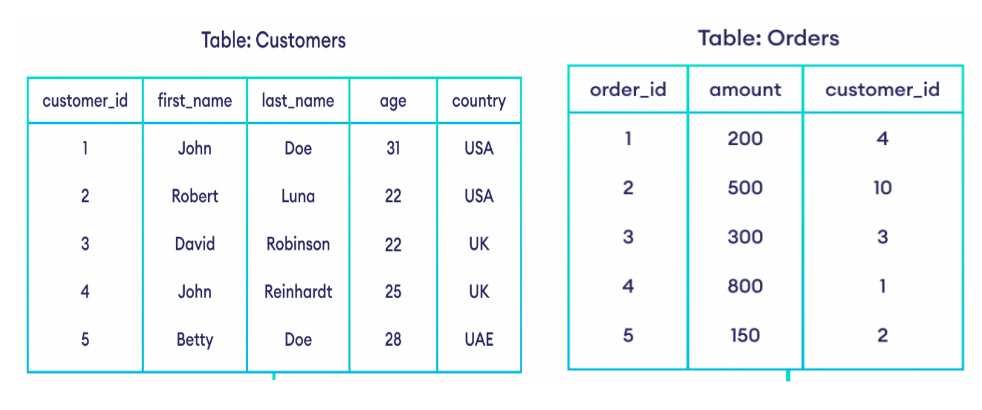 Table: Customers
customer_id first_name last_name age country
1 John Doe 31 USA
2 Robert Luna 22 USA
3 David Robinson 22 UK
4 John Reinhardt 25 UK
5 Betty Doe 28 UAE
Table: Orders
order_id amount customer_id
1 200 4
2 500 10
3 300 3
4 800 1
5 150 2